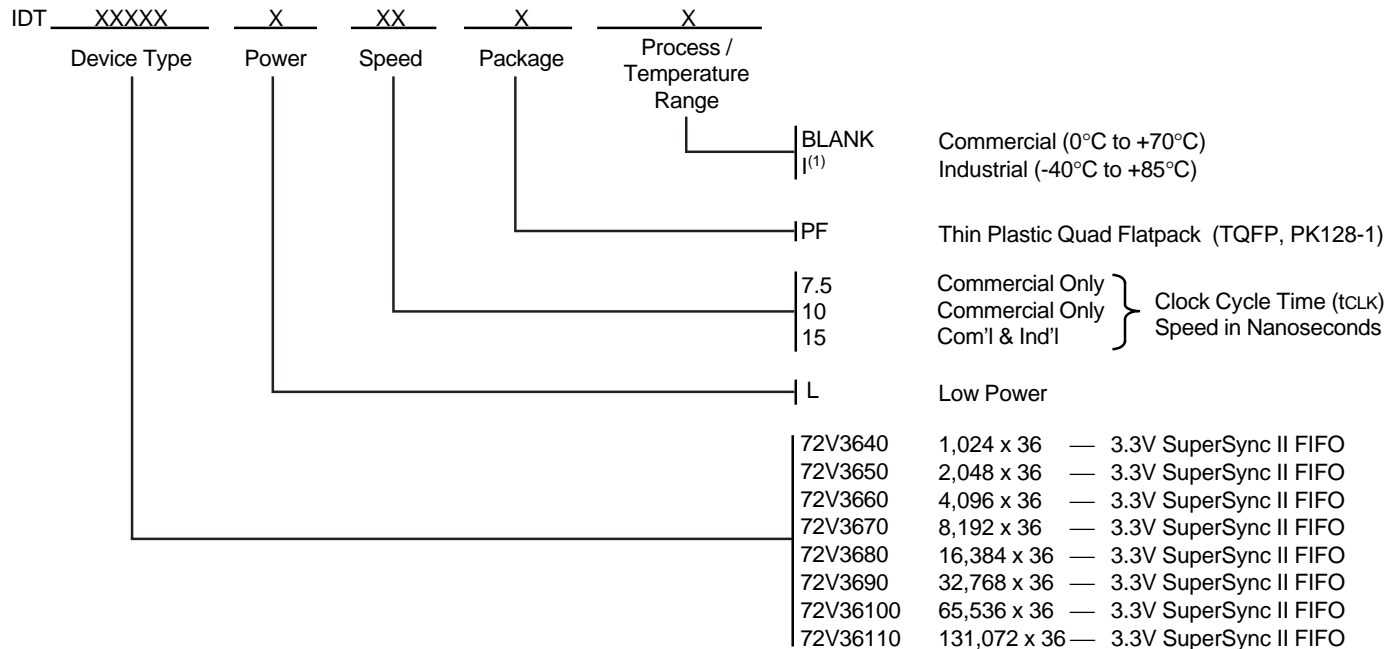 IDT XXXXX X XX X X
Device Type Power Speed Package Process /
Temperature
Range
BLANK Commercial (0°C to +70°C)
I(1) Industrial (-40°C to +85°C)
PF Thin Plastic Quad Flatpack (TQFP, PK128-1)
7.5 Commercial Only
10 Commercial Only
15 Com'l & Ind'l
Clock Cycle Time (tCLK)
Speed in Nanoseconds
L Low Power
72V3640 1,024 x 36 — 3.3V SuperSync II FIFO
72V3650 2,048 x 36 — 3.3V SuperSync II FIFO
72V3660 4,096 x 36 — 3.3V SuperSync II FIFO
72V3670 8,192 x 36 — 3.3V SuperSync II FIFO
72V3680 16,384 x 36 — 3.3V SuperSync II FIFO
72V3690 32,768 x 36 — 3.3V SuperSync II FIFO
72V36100 65,536 x 36 — 3.3V SuperSync II FIFO
72V36110 131,072 x 36 — 3.3V SuperSync II FIFO